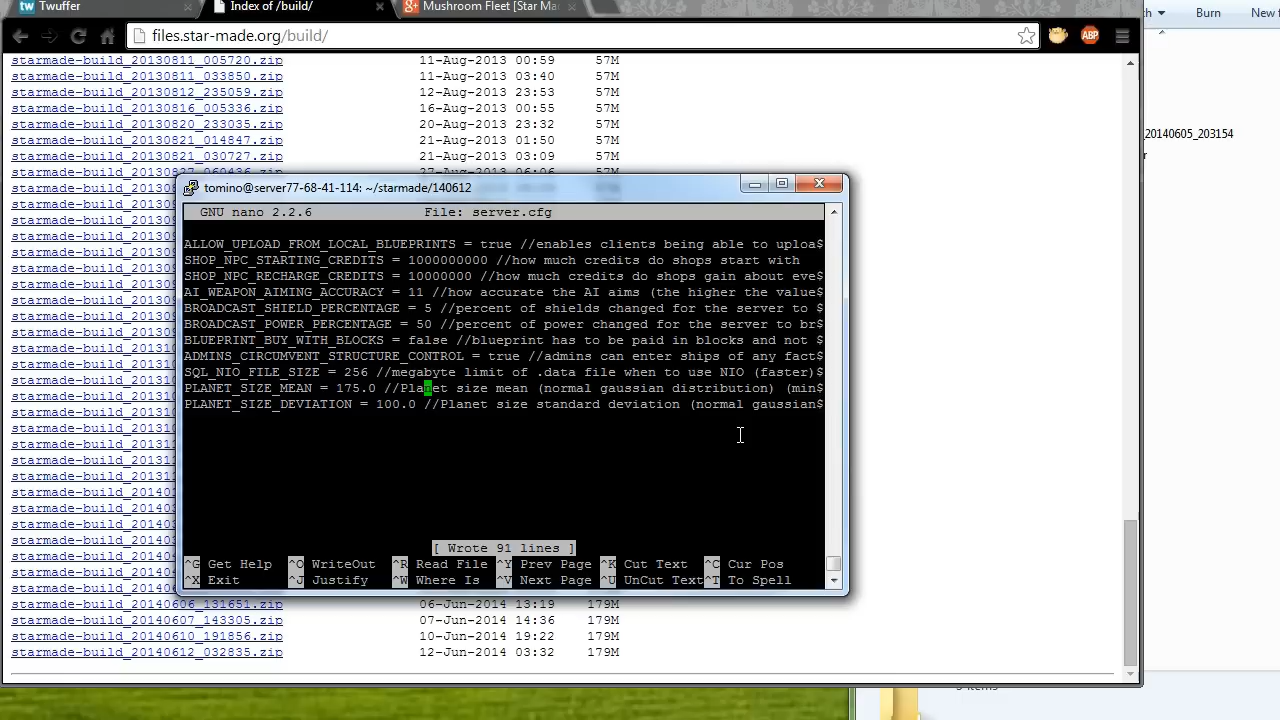 Twuffer
Index of /build/
Mushroom Fleet [Star Ma
files.star-made.org/build/
ABP
Burn
New f
starmade-build_20130811_005720.zip 11-Aug-2013 00:59 57M
starmade-build_20130811_033850.zip 11-Aug-2013 03:40 57M
starmade-build_20130812_235059.zip 12-Aug-2013 23:53 57M
starmade-build_20130816_005336.zip 16-Aug-2013 00:55 57M
starmade-build_20130820_233035.zip 20-Aug-2013 23:32 57M
starmade-build_20130821_014847.zip 21-Aug-2013 01:50 57M
starmade-build_20130821_030727.zip 21-Aug-2013 03:09 57M
_20140605_203154
tomino@server77-68-41-114: ~/starmade/140612
GNU nano 2.2.6 File: server.cfg
ALLOW_UPLOAD_FROM_LOCAL_BLUEPRINTS = true //enables clients being able to uploa$
SHOP_NPC_STARTING_CREDITS = 1000000000 //how much credits do shops start with
SHOP_NPC_RECHARGE_CREDITS = 10000000 //how much credits do shops gain about eve$
AI_WEAPON_AIMING_ACCURACY = 11 //how accurate the AI aims (the higher the value$
BROADCAST_SHIELD_PERCENTAGE = 5 //percent of shields changed for the server to $
BROADCAST_POWER_PERCENTAGE = 50 //percent of power changed for the server to br$
BLUEPRINT_BUY_WITH_BLOCKS = false //blueprint has to be paid in blocks and not $
ADMINS_CIRCUMVENT_STRUCTURE_CONTROL = true //admins can enter ships of any fact$
SQL_NIO_FILE_SIZE = 256 //megabyte limit of .data file when to use NIO (faster)
PLANET_SIZE_MEAN = 175.0 //Planet size mean (normal gaussian distribution) (min$
PLANET_SIZE_DEVIATION = 100.0 //Planet size standard deviation (normal gaussian$
[ Wrote 91 lines ]
^G Get Help ^O WriteOut ^R Read File ^Y Prev Page ^K Cut Text ^C Cur Pos
^X Exit ^J Justify ^W Where Is ^V Next Page ^U UnCut Text ^T To Spell
starmade-build_20140606_131651.zip 06-Jun-2014 13:19 179M
starmade-build_20140607_143305.zip 07-Jun-2014 14:36 179M
starmade-build_20140610_191856.zip 10-Jun-2014 19:22 179M
starmade-build_20140612_032835.zip 12-Jun-2014 03:32 179M